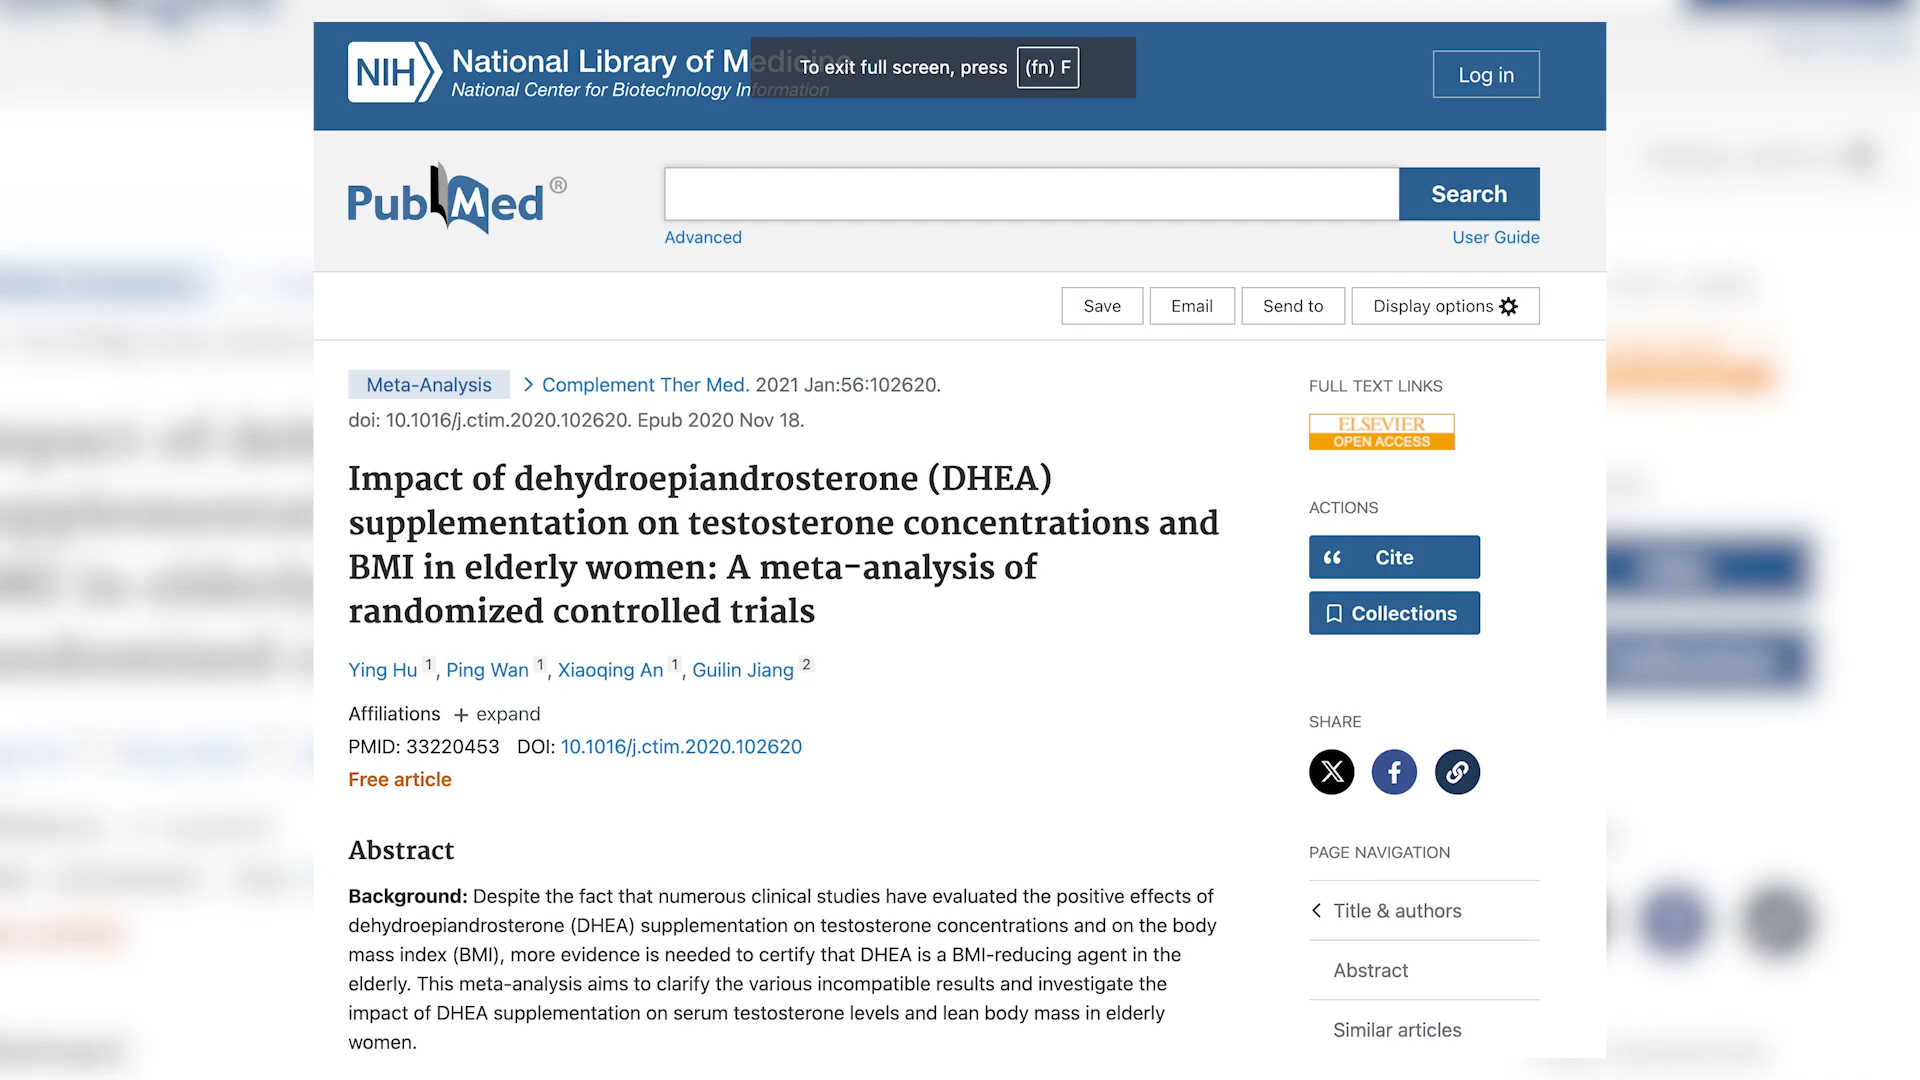 NIH National Library of Medicine
National Center for Biotechnology Information
To exit full screen, press (fn) F
Log in
PubMed®
Search
Advanced
User Guide
Save
Email
Send to
Display options
Meta-Analysis > Complement Ther Med. 2021 Jan:56:102620.
doi: 10.1016/j.ctim.2020.102620. Epub 2020 Nov 18.
Impact of dehydroepiandrosterone (DHEA)
supplementation on testosterone concentrations and
BMI in elderly women: A meta-analysis of
randomized controlled trials
Ying Hu 1, Ping Wan 1, Xiaoqing An 1, Guilin Jiang 2
Affiliations + expand
PMID: 33220453 DOI: 10.1016/j.ctim.2020.102620
Free article
Abstract
Background: Despite the fact that numerous clinical studies have evaluated the positive effects of
dehydroepiandrosterone (DHEA) supplementation on testosterone concentrations and on the body
mass index (BMI), more evidence is needed to certify that DHEA is a BMI-reducing agent in the
elderly. This meta-analysis aims to clarify the various incompatible results and investigate the
impact of DHEA supplementation on serum testosterone levels and lean body mass in elderly
women.
FULL TEXT LINKS
ELSEVIER
OPEN ACCESS
ACTIONS
Cite
Collections
SHARE
PAGE NAVIGATION
Title & authors
Abstract
Similar articles